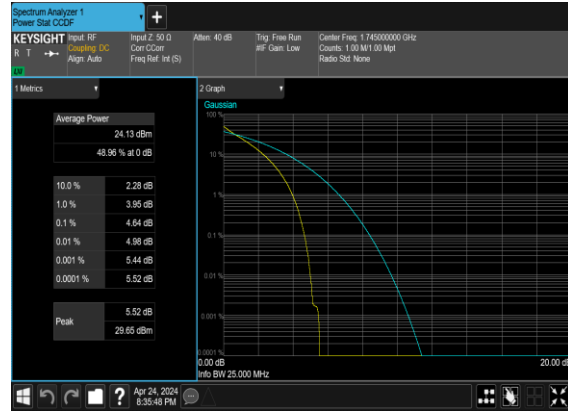 Spectrum Analyzer 1
Power Stat CCDF
KEYSIGHT
R T
LM
Input: RF
Coupling: DC
Align: Auto
Input Z: 50 Ω
Corr CCorr
Freq Ref: Int (S)
Atten: 40 dB
Trig: Free Run
#IF Gain: Low
Center Freq: 1.745000000 GHz
Counts: 1.00 M/1.00 Mpt
Radio Std: None
1 Metrics
Average Power
24.13 dBm
48.96 % at 0 dB
10.0 % 2.28 dB
1.0 % 3.95 dB
0.1 % 4.64 dB
0.01 % 4.98 dB
0.001 % 5.44 dB
0.0001 % 5.52 dB
Peak
5.52 dB
29.65 dBm
2 Graph
Gaussian
100 %
10 %
1 %
0.1 %
0.01 %
0.001 %
0.0001 %
0.00 dB
20.00 dB
Info BW 25.000 MHz
?
Apr 24, 2024
8:35:48 PM